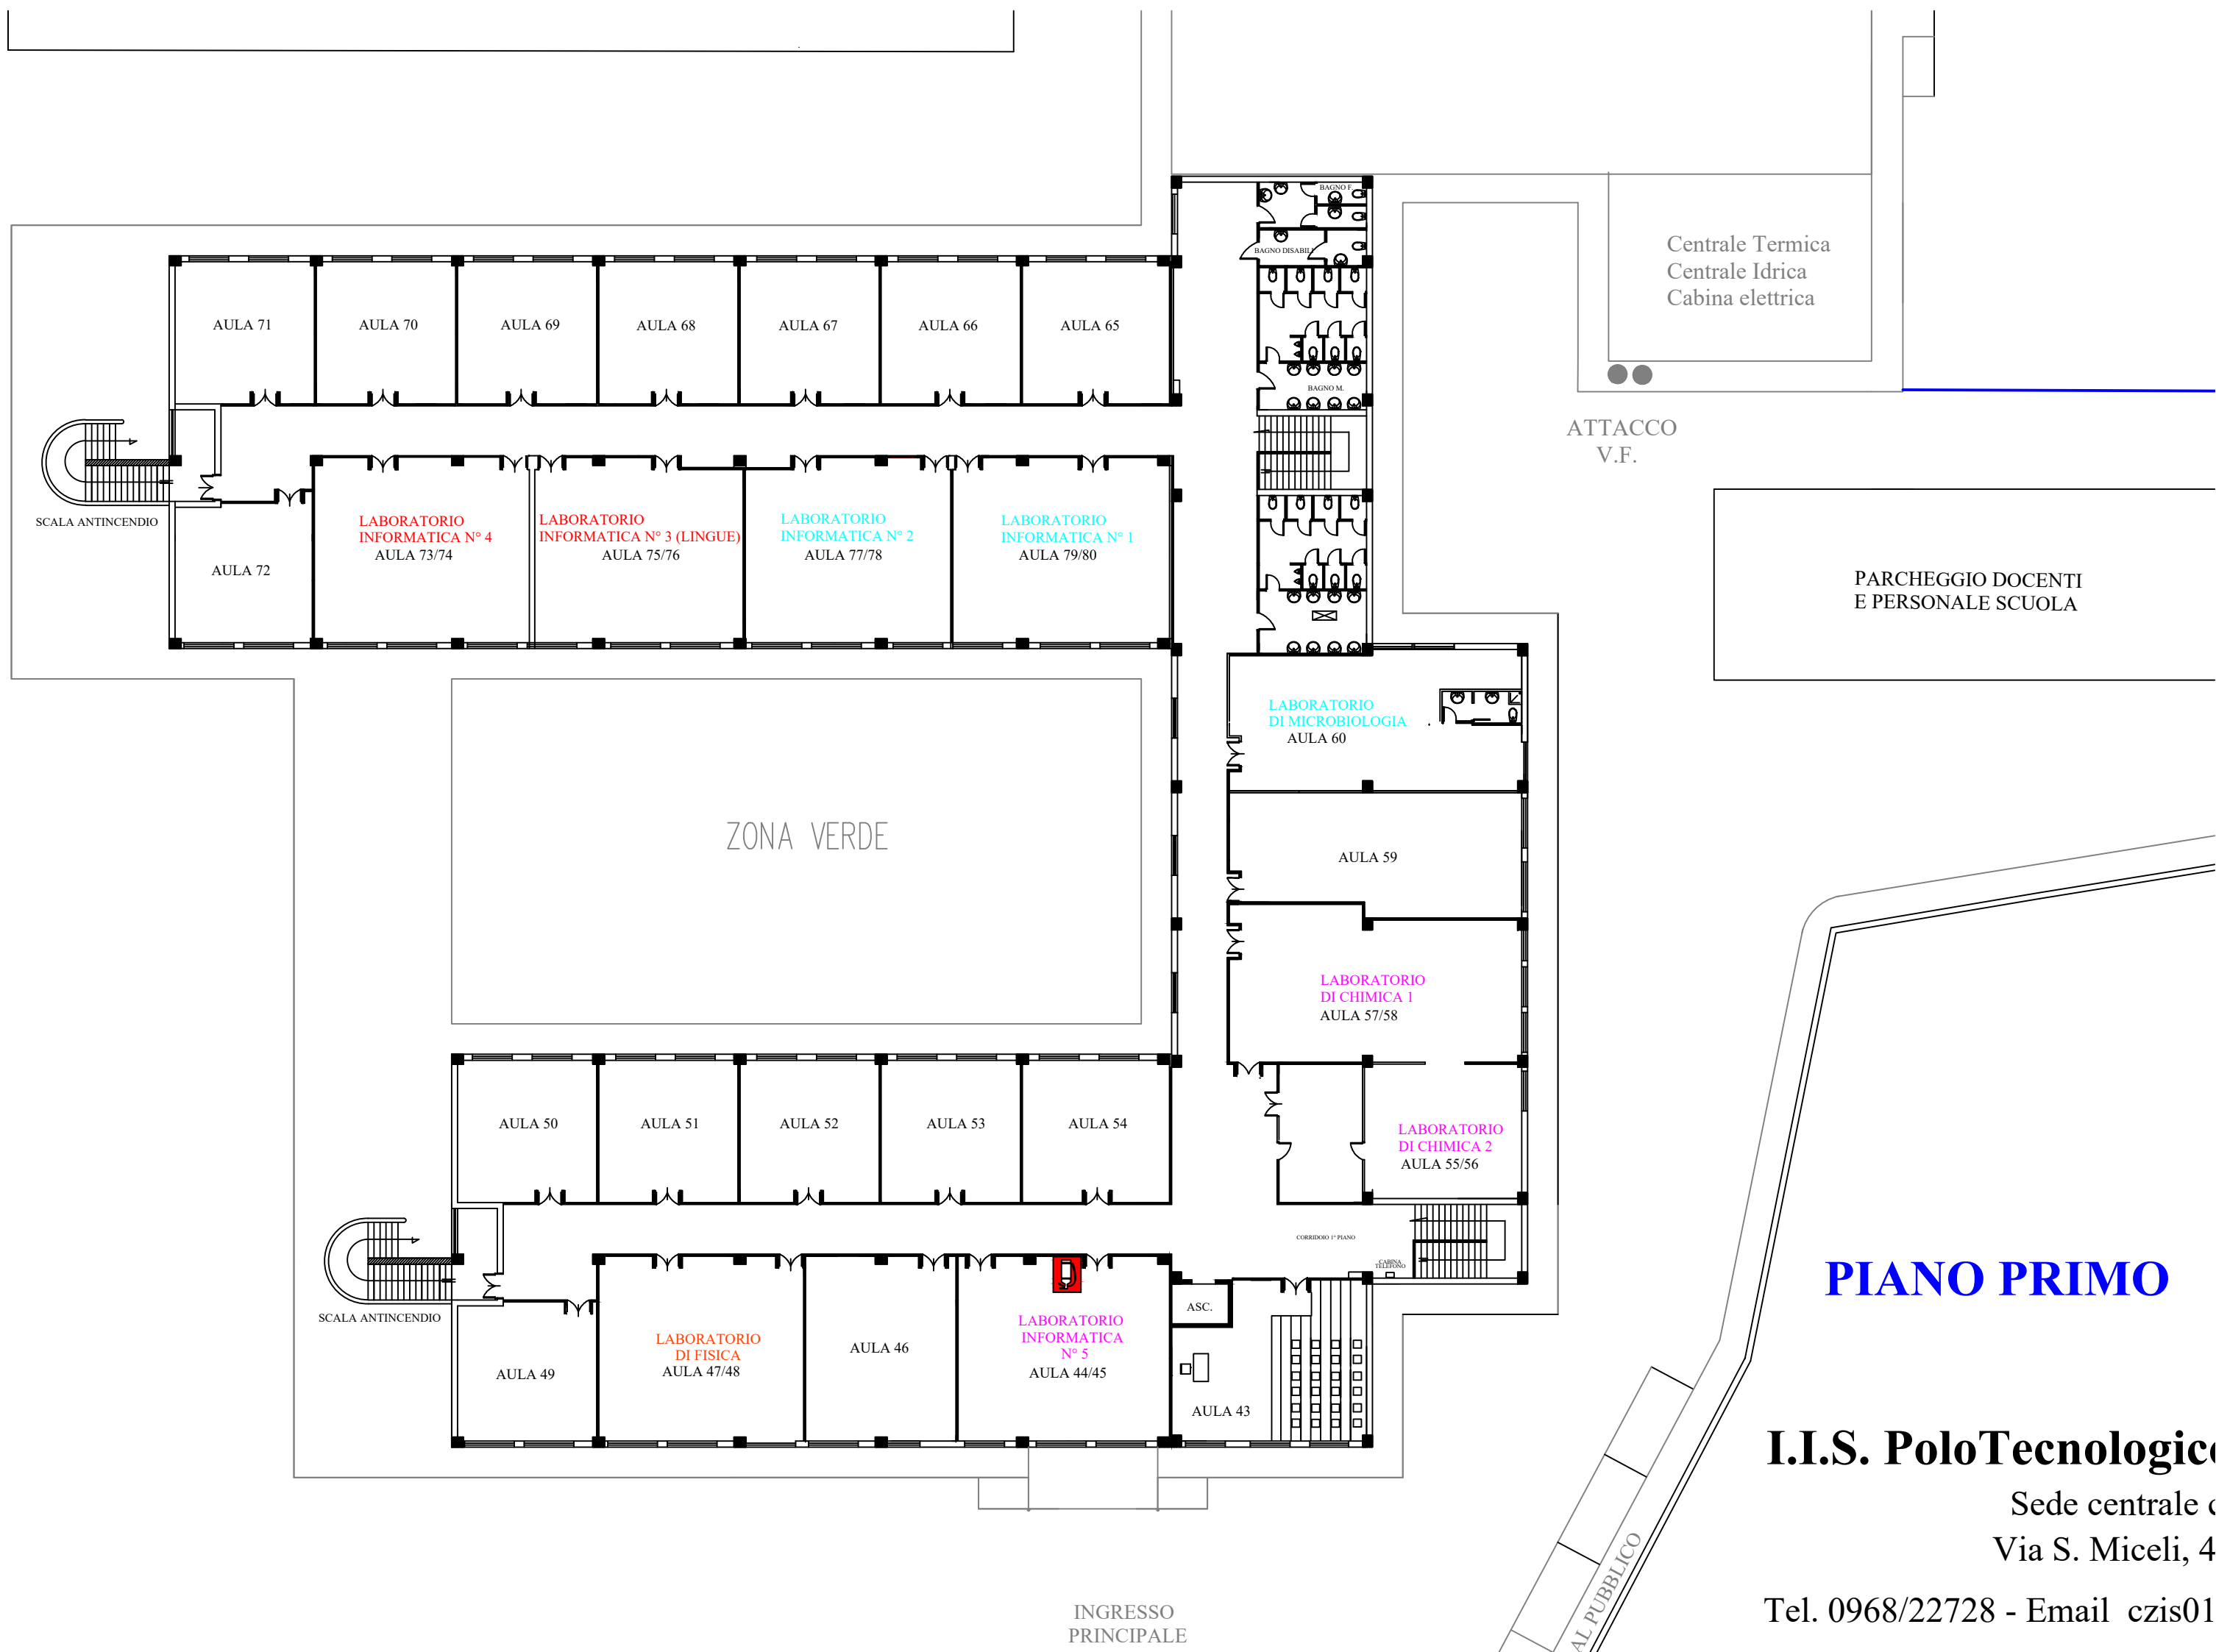 BAGNO F.
BAGNO DISABILI
Centrale Termica
Centrale Idrica
Cabina elettrica
AULA 71
AULA 70
AULA 69
AULA 68
AULA 67
AULA 66
AULA 65
BAGNO M.
ATTACCO
V.F.
SCALA ANTINCENDIO
LABORATORIO
INFORMATICA N° 4
AULA 73/74
LABORATORIO
INFORMATICA N° 3 (LINGUE)
AULA 75/76
LABORATORIO
INFORMATICA N° 2
AULA 77/78
LABORATORIO
INFORMATICA N° 1
AULA 79/80
AULA 72
PARCHEGGIO DOCENTI
E PERSONALE SCUOLA
LABORATORIO
DI MICROBIOLOGIA
AULA 60
ZONA VERDE
AULA 59
LABORATORIO
DI CHIMICA 1
AULA 57/58
AULA 50
AULA 51
AULA 52
AULA 53
AULA 54
LABORATORIO
DI CHIMICA 2
AULA 55/56
CORRIDOIO 1° PIANO
CABINA
TELEFONO
SCALA ANTINCENDIO
ASC.
LABORATORIO
DI FISICA
AULA 47/48
AULA 46
LABORATORIO
INFORMATICA
N° 5
AULA 44/45
AULA 49
AULA 43
PIANO PRIMO
I.I.S. PoloTecnologic
Sede centrale
Via S. Miceli, 4
Tel. 0968/22728 - Email czis01
AL PUBBLICO
INGRESSO
PRINCIPALE